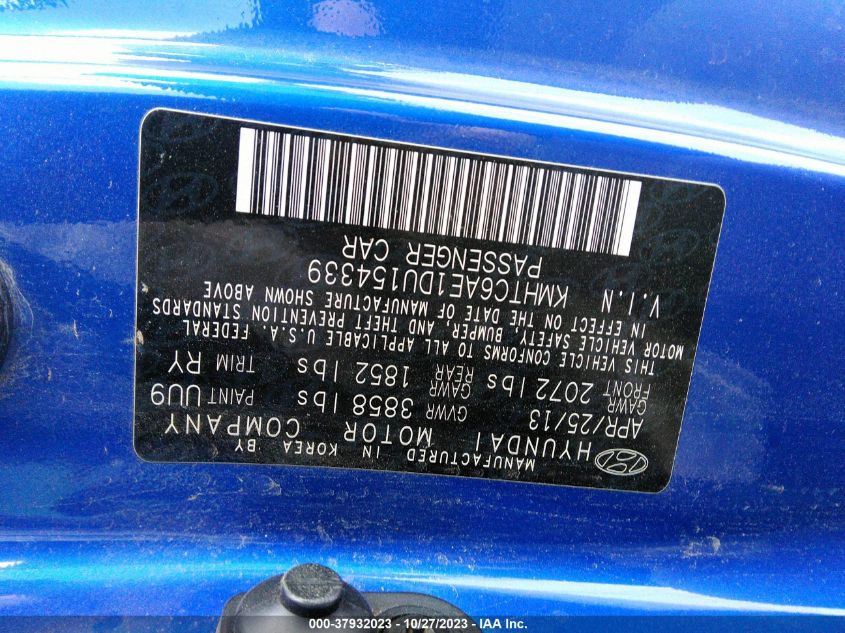 MANUFACTURED IN KOREA BY
HYUNDAI MOTOR COMPANY
APR/25/13 GVWR 3858 lbs PAINT UU9
GAWR FRONT 2072 lbs GAWR REAR 1852 lbs TRIM RY
THIS VEHICLE CONFORMS TO ALL APPLICABLE U.S.A. FEDERAL
MOTOR VEHICLE SAFETY, BUMPER, AND THEFT PREVENTION STANDARDS
IN EFFECT ON THE DATE OF MANUFACTURE SHOWN ABOVE
V.I.N KMHTC6AE1DU154339
PASSENGER CAR
000-37932023 - 10/27/2023 - IAA Inc.